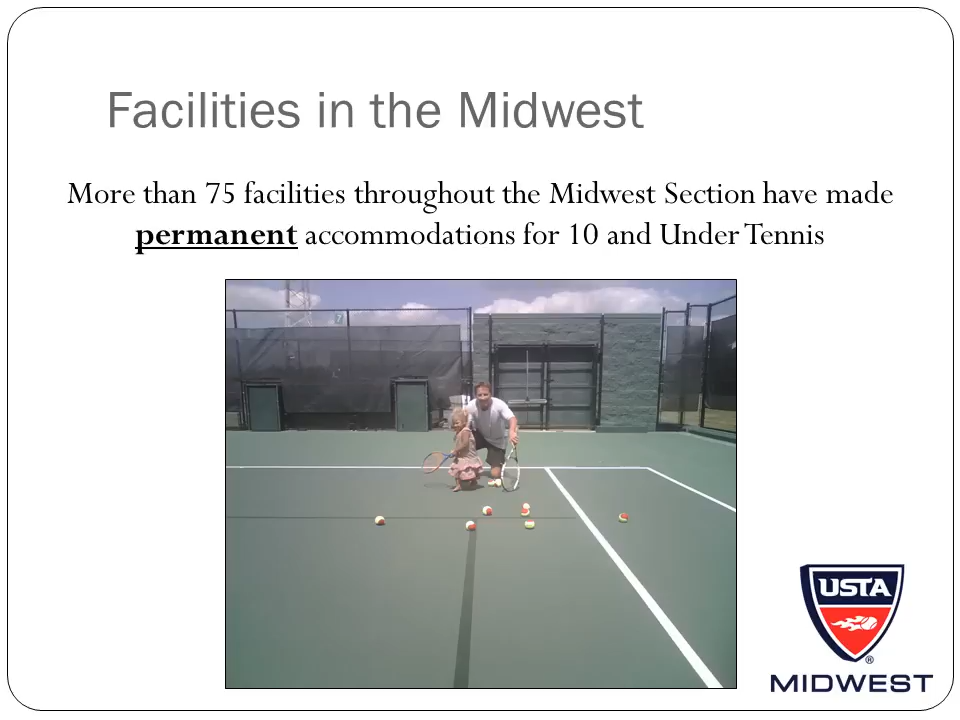 Facilities in the Midwest
More than 75 facilities throughout the Midwest Section have made
permanent accommodations for 10 and Under Tennis
7
USTA
®
MIDWEST